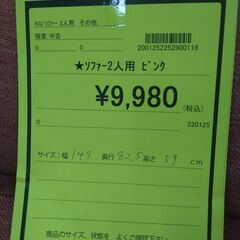 KG/ソファー2人用 その他
程度:中古
0 0 2001252252900116
★ソファー2人用 ピンク
¥9,980
(税込)
0 220125
サイズ:幅 143 奥行 82.5 高さ 59 cm
商品のサイズ、状態を よくご確認下さい